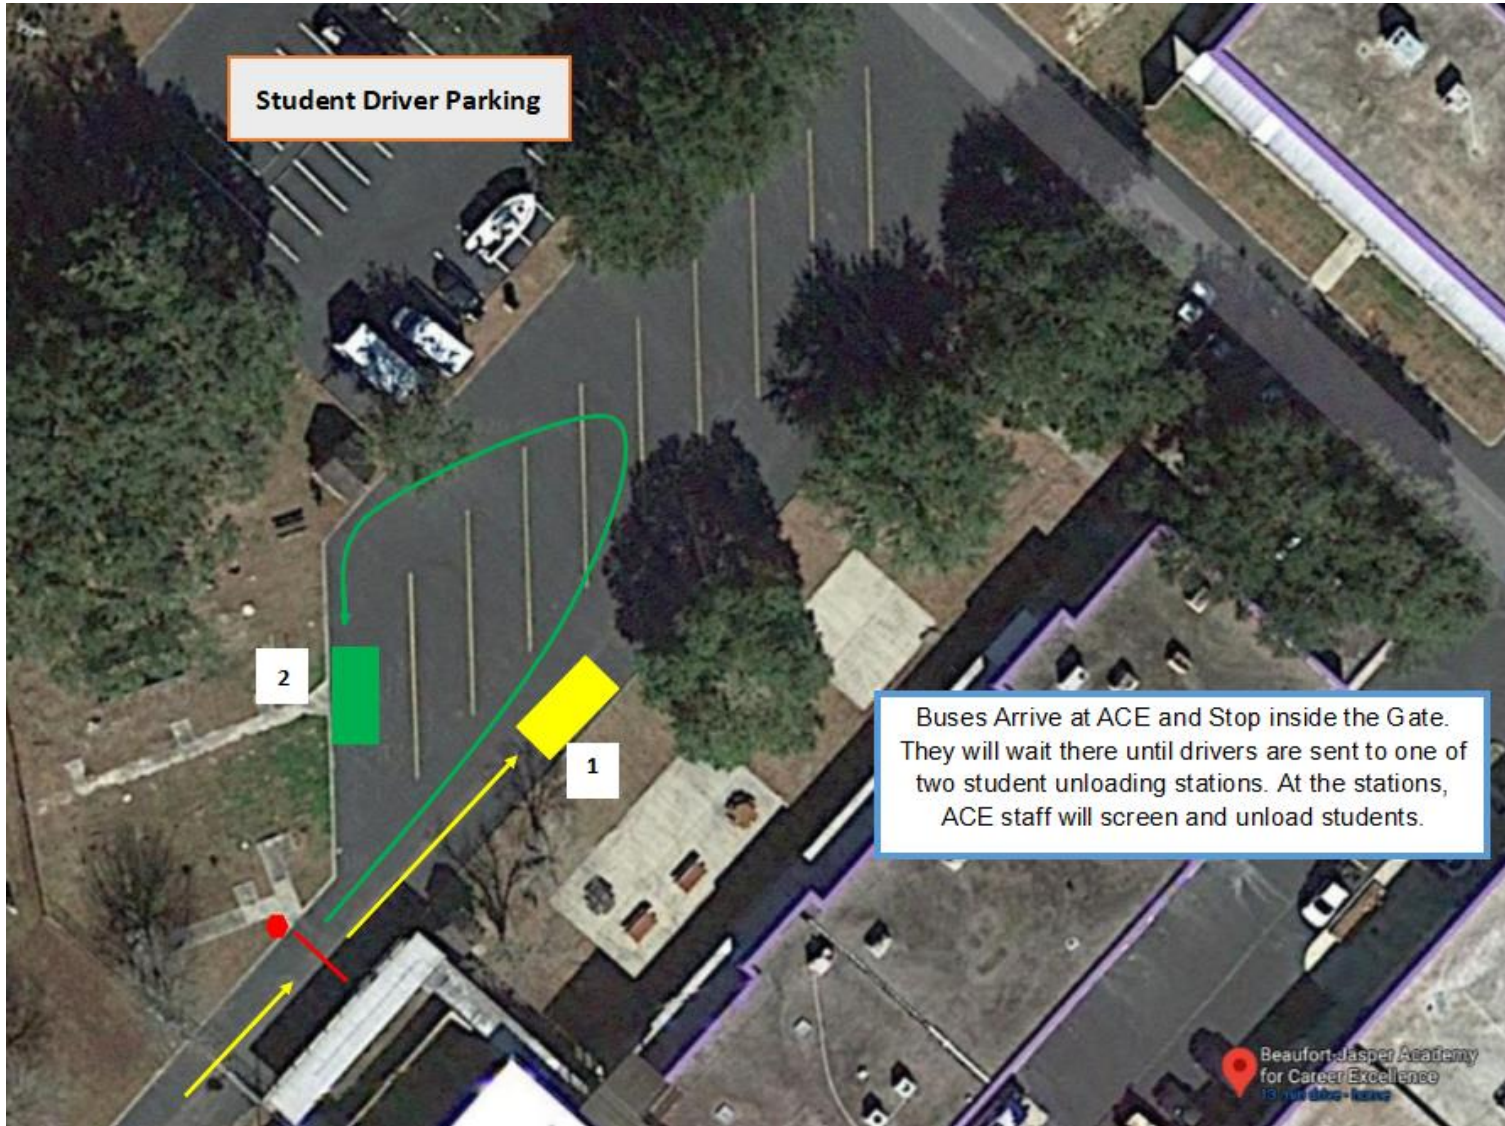 Student Driver Parking
2
1
Buses Arrive at ACE and Stop inside the Gate.
They will wait there until drivers are sent to one of
two student unloading stations. At the stations,
ACE staff will screen and unload students.
Beaufort-Jasper Academy
for Career Excellence
drive - home